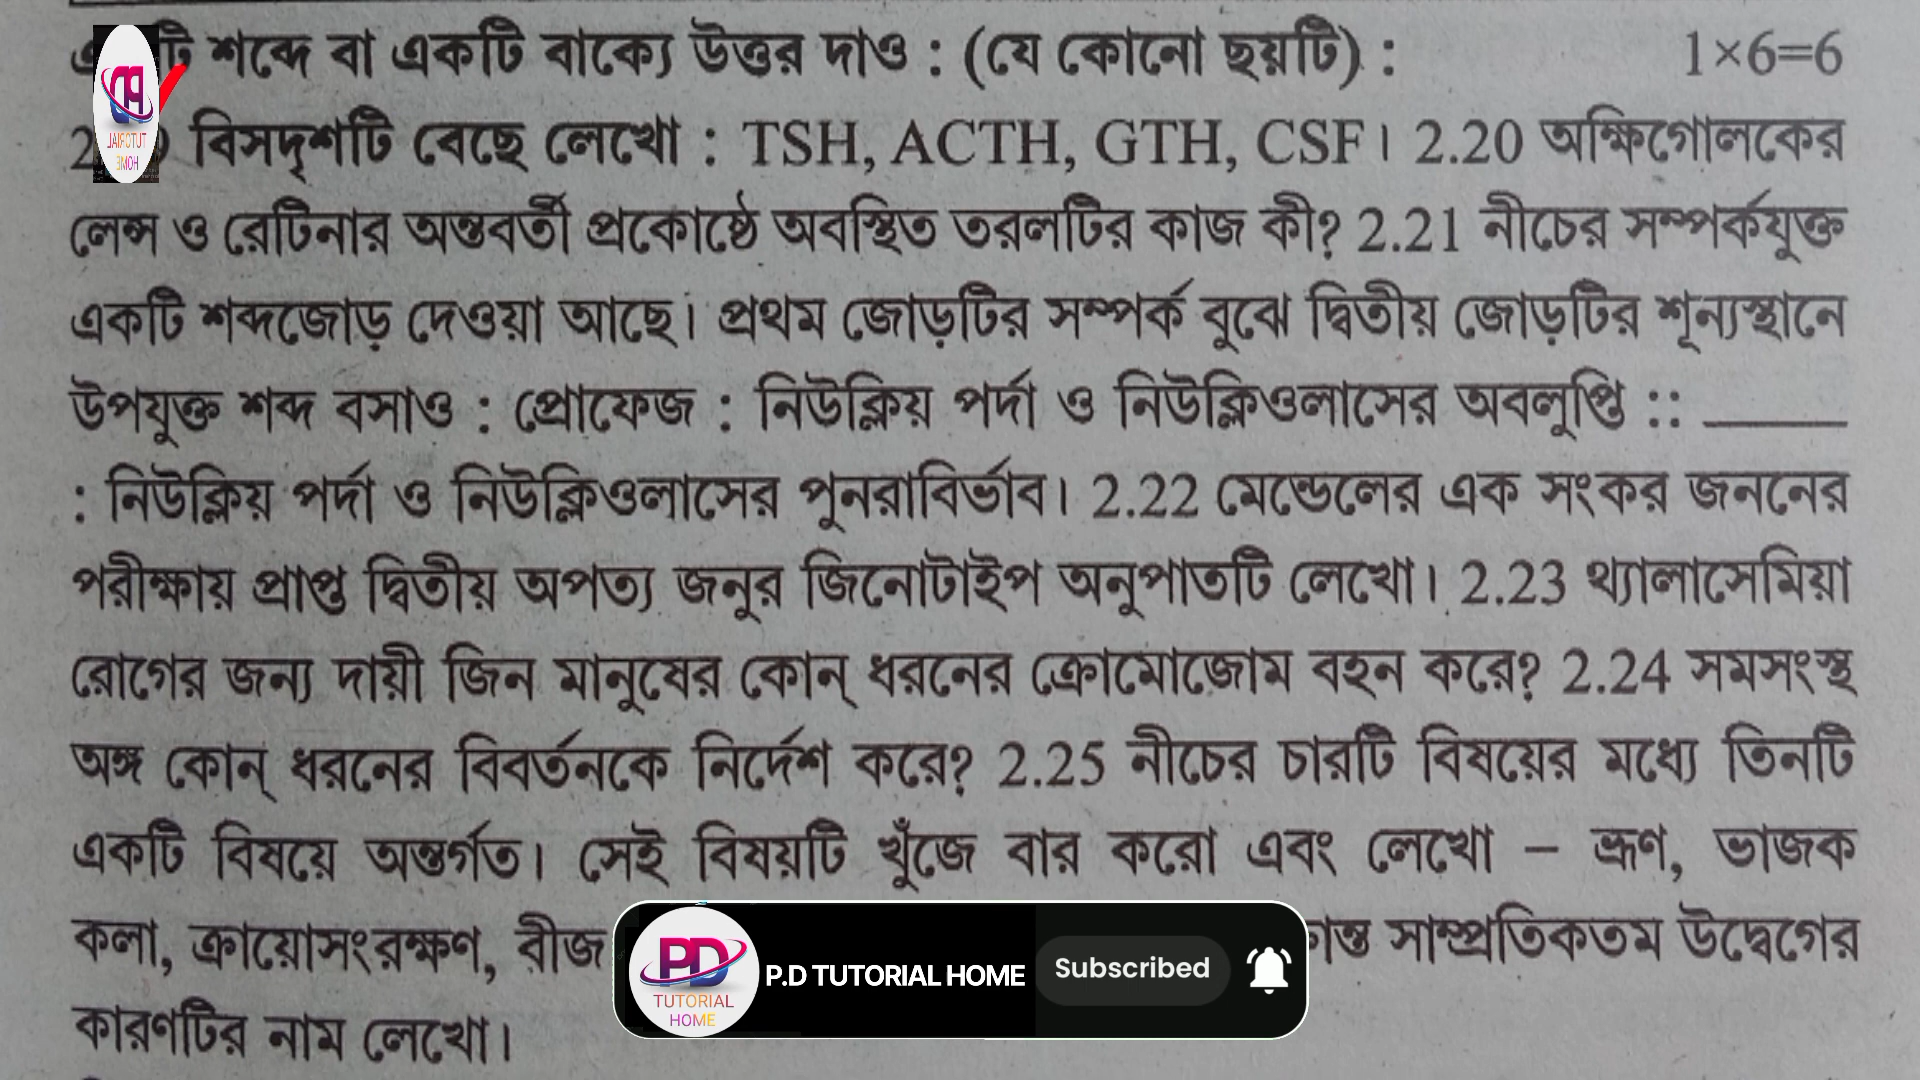 শব্দে বা একটি বাক্যে উত্তর দাও : (যে কোনো ছয়টি) : 1×6=6
বিসদৃশটি বেছে লেখো : TSH, ACTH, GTH, CSF। 2.20 অক্ষিগোলকের
লেন্স ও রেটিনার অন্তবর্তী প্রকোষ্ঠে অবস্থিত তরলটির কাজ কী? 2.21 নীচের সম্পর্কযুক্ত
একটি শব্দজোড় দেওয়া আছে। প্রথম জোড়টির সম্পর্ক বুঝে দ্বিতীয় জোড়টির শূন্যস্থানে
উপযুক্ত শব্দ বসাও : প্রোফেজ : নিউক্লিয় পর্দা ও নিউক্লিওলাসের অবলুপ্তি :: ______
: নিউক্লিয় পর্দা ও নিউক্লিওলাসের পুনরাবির্ভাব। 2.22 মেন্ডেলের এক সংকর জননের
পরীক্ষায় প্রাপ্ত দ্বিতীয় অপত্য জনুর জিনোটাইপ অনুপাতটি লেখো। 2.23 থ্যালাসেমিয়া
রোগের জন্য দায়ী জিন মানুষের কোন্ ধরনের ক্রোমোজোম বহন করে? 2.24 সমসংস্থ
অঙ্গ কোন্ ধরনের বিবর্তনকে নির্দেশ করে? 2.25 নীচের চারটি বিষয়ের মধ্যে তিনটি
একটি বিষয়ে অন্তর্গত। সেই বিষয়টি খুঁজে বার করো এবং লেখো – ভ্রূণ, ভাজক
কলা, ক্রায়োসংরক্ষণ, বীজ সাম্প্রতিকতম উদ্বেগের
কারণটির নাম লেখো।
PD
TUTORIAL
HOME
P.D TUTORIAL HOME
Subscribed